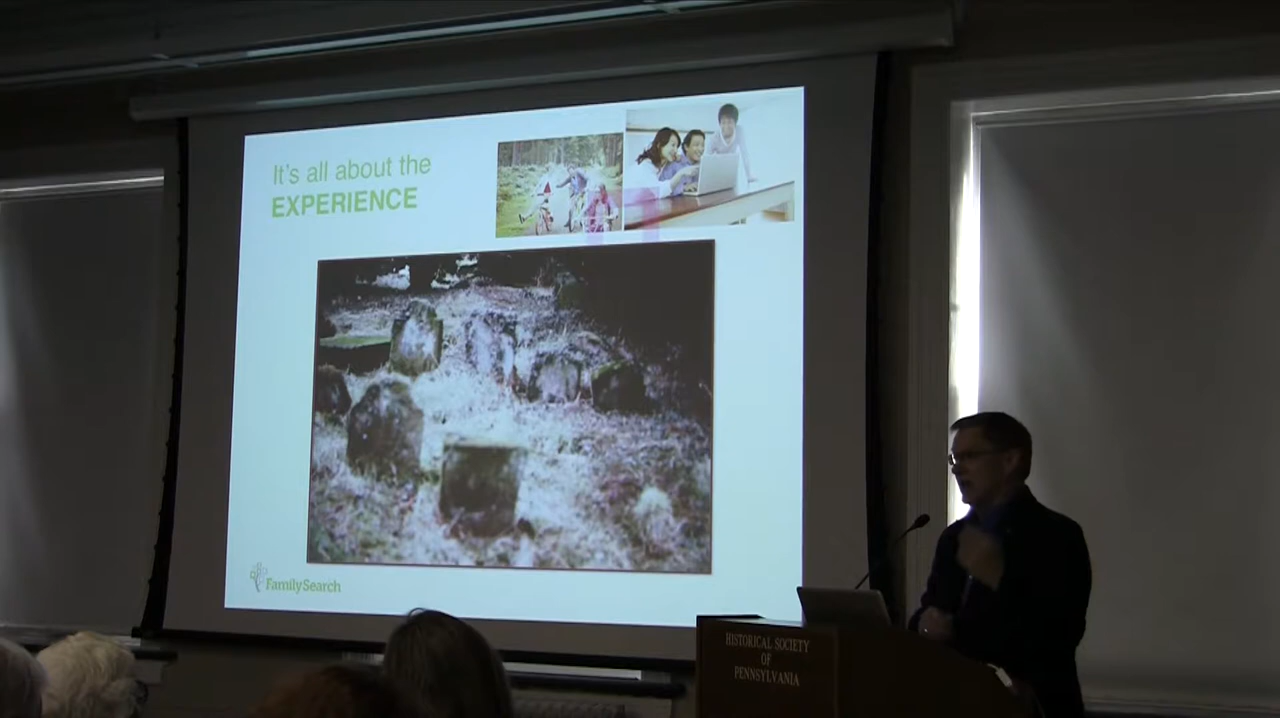 It's all about the
EXPERIENCE
FamilySearch
HISTORICAL SOCIETY
OF
PENNSYLVANIA